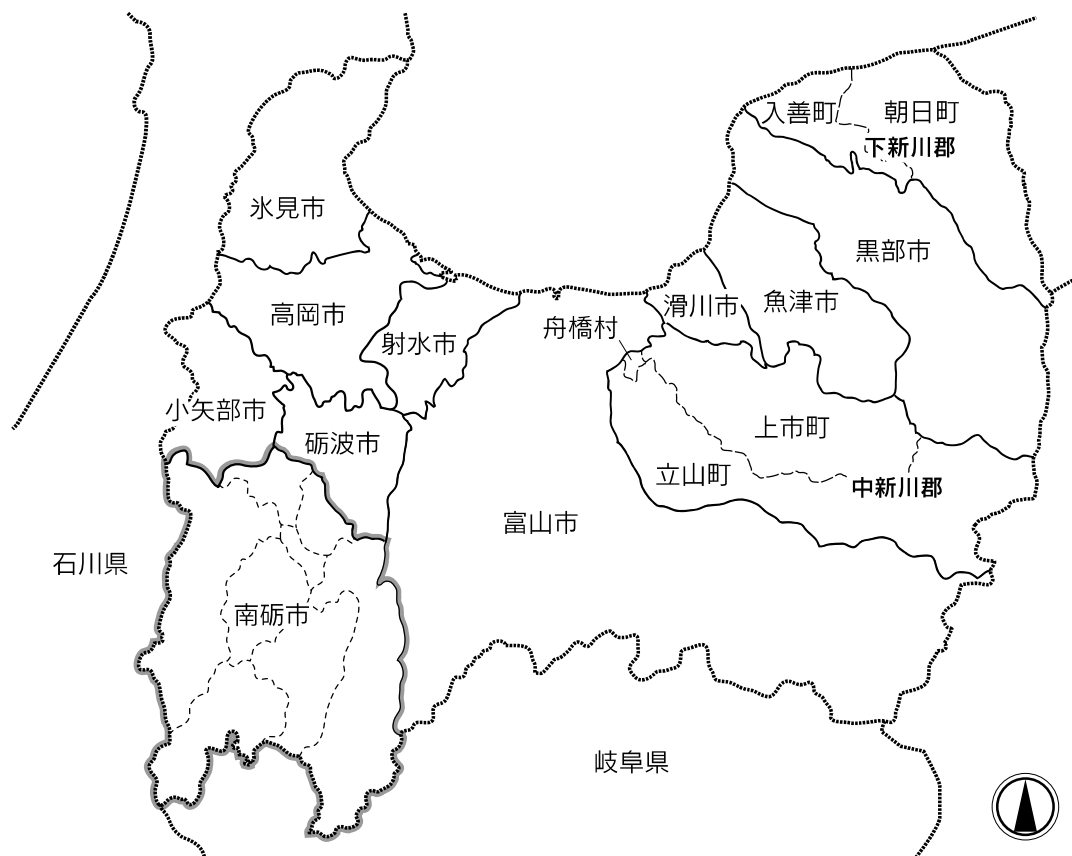 入善町
朝日町
下新川郡
氷見市
黒部市
高岡市
滑川市
魚津市
舟橋村
射水市
小矢部市
砺波市
上市町
立山町
中新川郡
富山市
石川県
南砺市
岐阜県